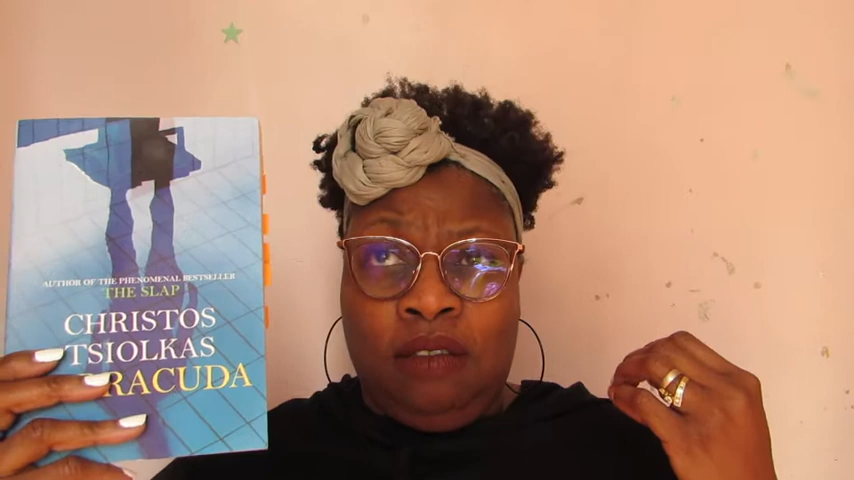 AUTHOR OF THE PHENOMENAL BESTSELLER
THE SLAP
CHRISTOS
TSIOLKAS
RACUDA